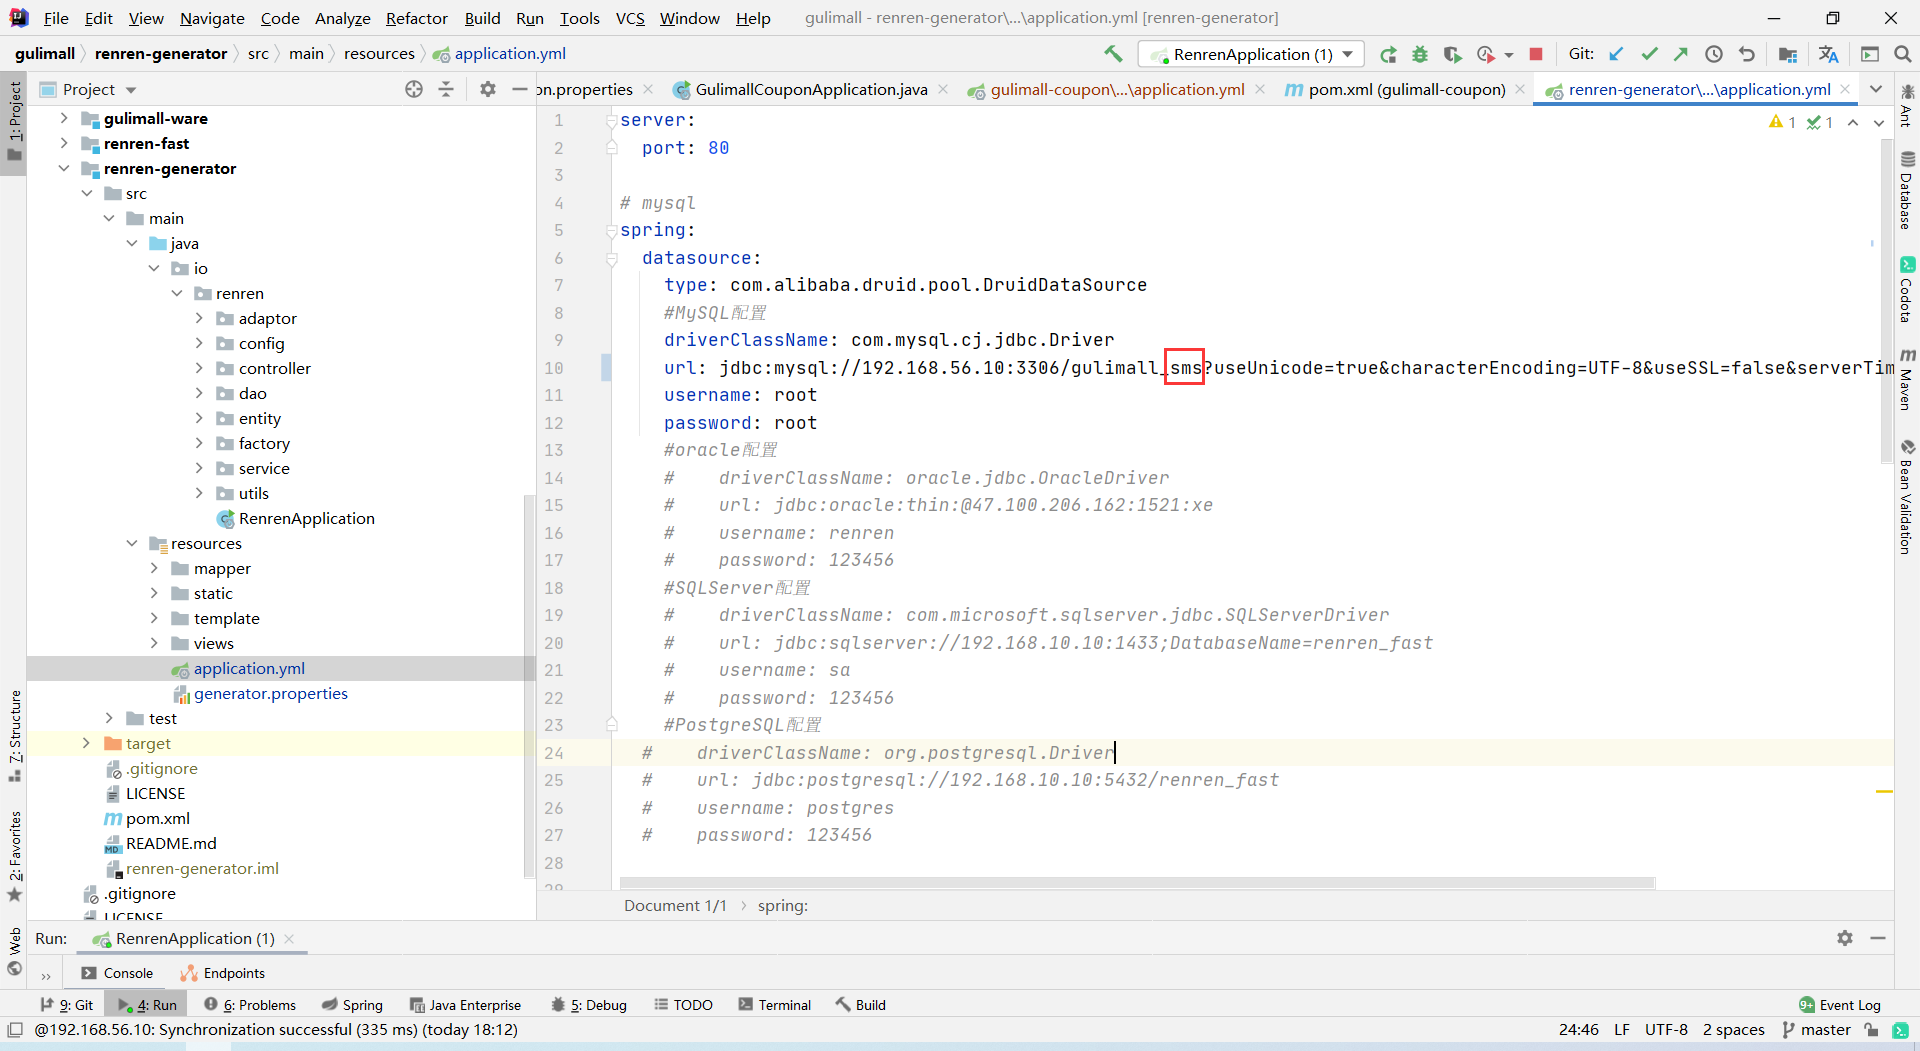 File Edit View Navigate Code Analyze Refactor Build Run Tools VCS Window Help gulimall - renren-generator\...\application.yml [renren-generator]
gulimall renren-generator src main resources application.yml
RenrenApplication (1) Git:
Project
on.properties GulimallCouponApplication.java gulimall-coupon\...\application.yml pom.xml (gulimall-coupon) renren-generator\...\application.yml
1: Project
7: Structure
2: Favorites
Web
gulimall-ware
renren-fast
renren-generator
src
main
java
io
renren
adaptor
config
controller
dao
entity
factory
service
utils
RenrenApplication
resources
mapper
static
template
views
application.yml
generator.properties
test
target
.gitignore
LICENSE
pom.xml
README.md
renren-generator.iml
.gitignore
LICENSE
1 server:
2 port: 80
3
4 # mysql
5 spring:
6 datasource:
7 type: com.alibaba.druid.pool.DruidDataSource
8 #MySQL配置
9 driverClassName: com.mysql.cj.jdbc.Driver
10 url: jdbc:mysql://192.168.56.10:3306/gulimall_sms?useUnicode=true&characterEncoding=UTF-8&useSSL=false&serverTim
11 username: root
12 password: root
13 #oracle配置
14 # driverClassName: oracle.jdbc.OracleDriver
15 # url: jdbc:oracle:thin:@47.100.206.162:1521:xe
16 # username: renren
17 # password: 123456
18 #SQLServer配置
19 # driverClassName: com.microsoft.sqlserver.jdbc.SQLServerDriver
20 # url: jdbc:sqlserver://192.168.10.10:1433;DatabaseName=renren_fast
21 # username: sa
22 # password: 123456
23 #PostgreSQL配置
24 # driverClassName: org.postgresql.Driver
25 # url: jdbc:postgresql://192.168.10.10:5432/renren_fast
26 # username: postgres
27 # password: 123456
28
29
1 1
Ant
Database
Codota
Maven
Bean Validation
Document 1/1 spring:
Run: RenrenApplication (1)
Console Endpoints
9: Git 4: Run 6: Problems Spring Java Enterprise 5: Debug TODO Terminal Build 9+ Event Log
@192.168.56.10: Synchronization successful (335 ms) (today 18:12) 24:46 LF UTF-8 2 spaces master